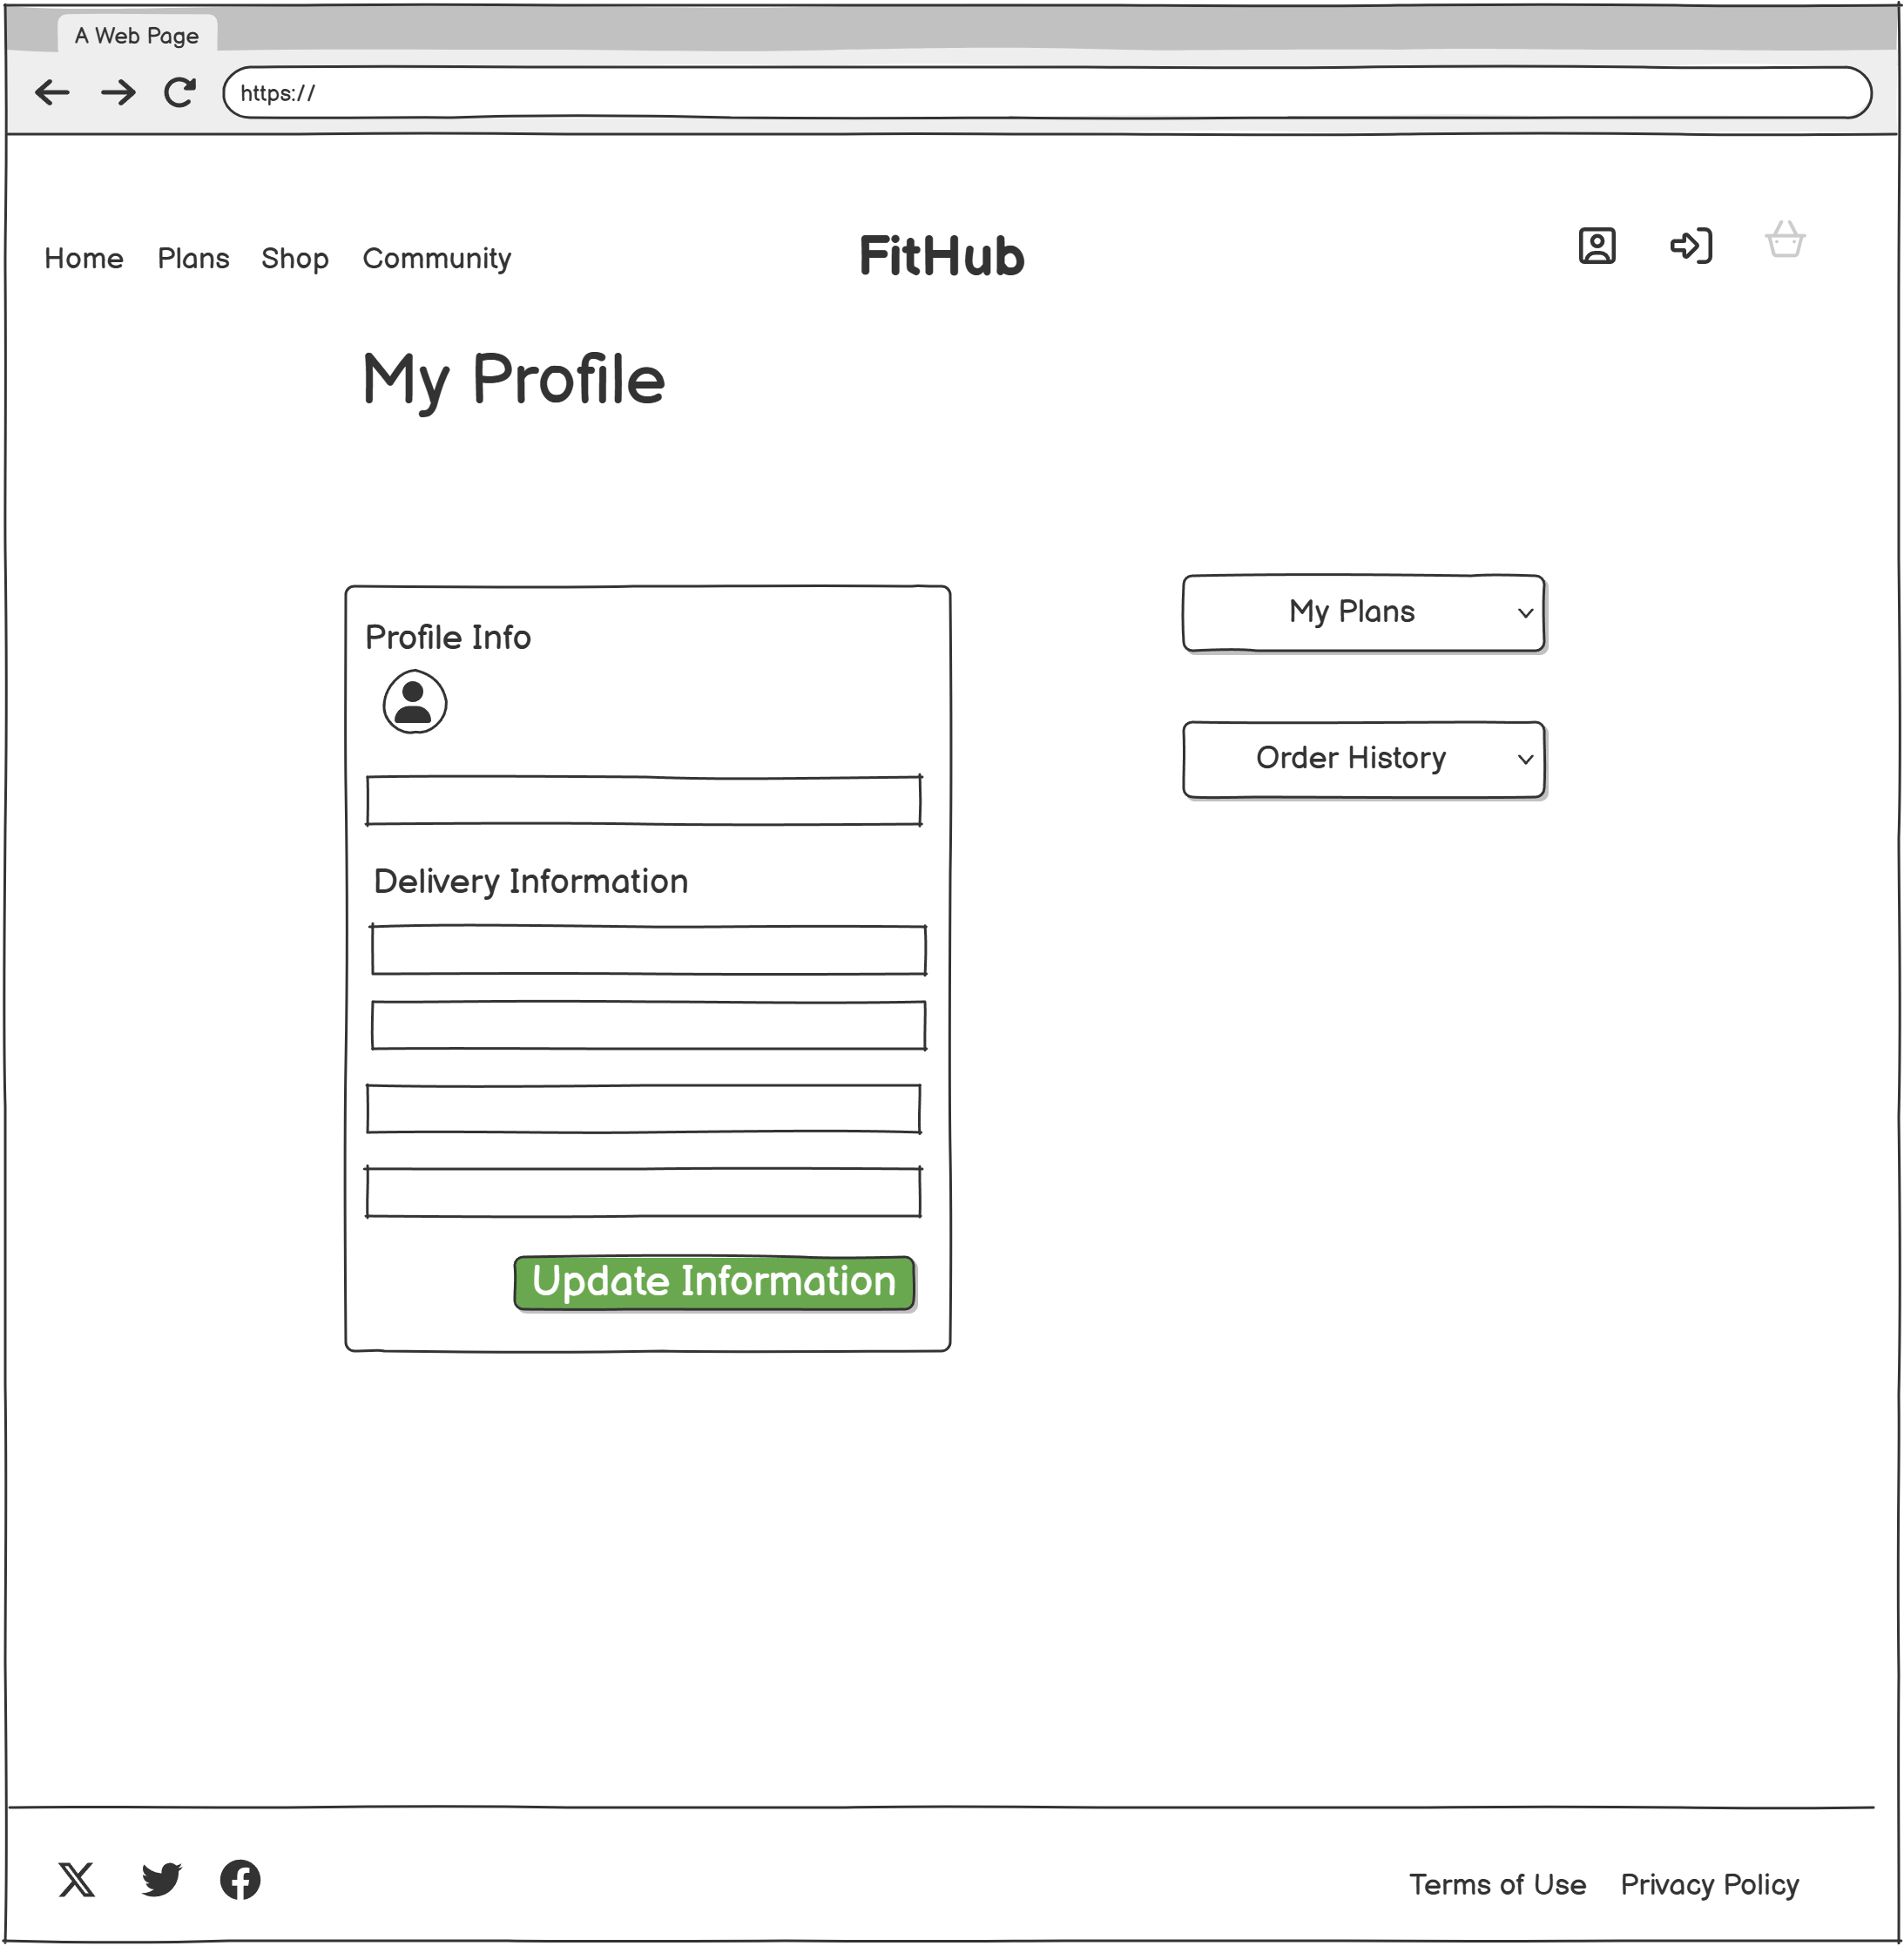 A Web Page
https://
Home Plans Shop Community FitHub
My Profile
Profile Info
My Plans
Order History
Delivery Information
Update Information
Terms of Use Privacy Policy